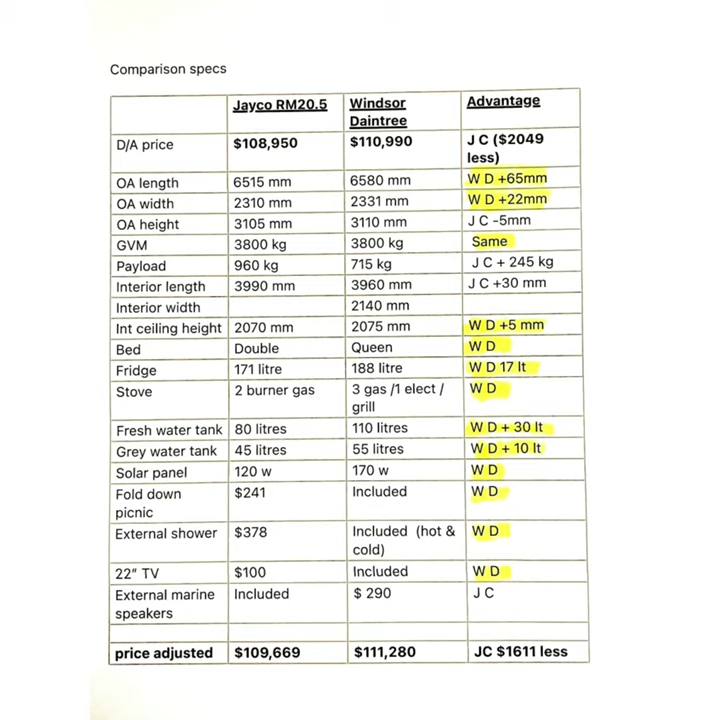 Comparison specs
Jayco RM20.5 Windsor Daintree Advantage
D/A price $108,950 $110,990 J C ($2049 less)
OA length 6515 mm 6580 mm W D +65mm
OA width 2310 mm 2331 mm W D +22mm
OA height 3105 mm 3110 mm J C -5mm
GVM 3800 kg 3800 kg Same
Payload 960 kg 715 kg J C + 245 kg
Interior length 3990 mm 3960 mm J C +30 mm
Interior width 2140 mm
Int ceiling height 2070 mm 2075 mm W D +5 mm
Bed Double Queen W D
Fridge 171 litre 188 litre W D 17 lt
Stove 2 burner gas 3 gas /1 elect / grill W D
Fresh water tank 80 litres 110 litres W D + 30 lt
Grey water tank 45 litres 55 litres W D + 10 lt
Solar panel 120 w 170 w W D
Fold down picnic $241 Included W D
External shower $378 Included (hot & cold) W D
22" TV $100 Included W D
External marine speakers Included $ 290 J C
price adjusted $109,669 $111,280 JC $1611 less